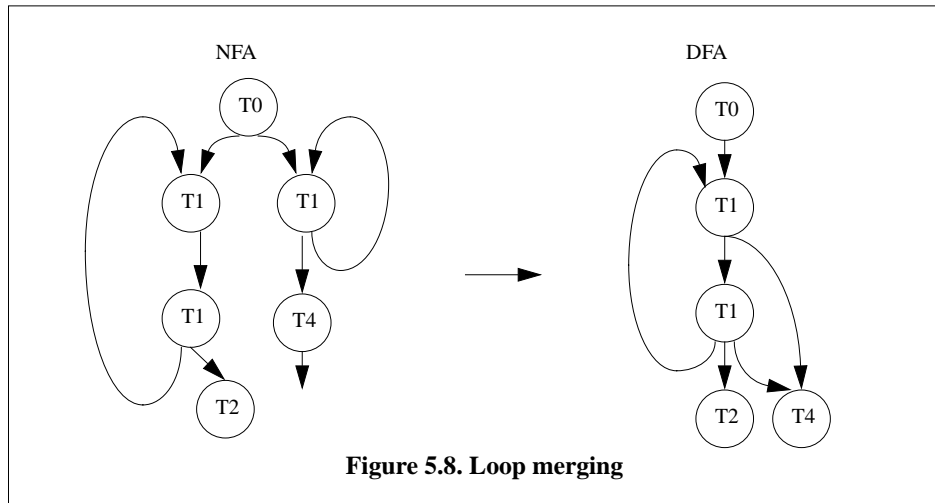 NFA
DFA
T0
T0
T1
T1
T1
T1
T4
T1
T2
T2
T4
Figure 5.8. Loop merging